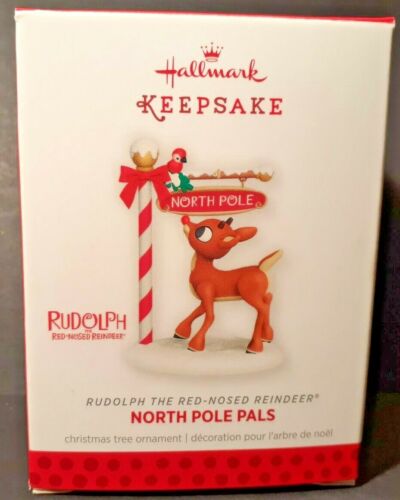 Hallmark
KEEPSAKE
NORTH POLE
RUDOLPH
THE
RED-NOSED REINDEER®
RUDOLPH THE RED-NOSED REINDEER®
NORTH POLE PALS
christmas tree ornament | décoration pour l'arbre de noël